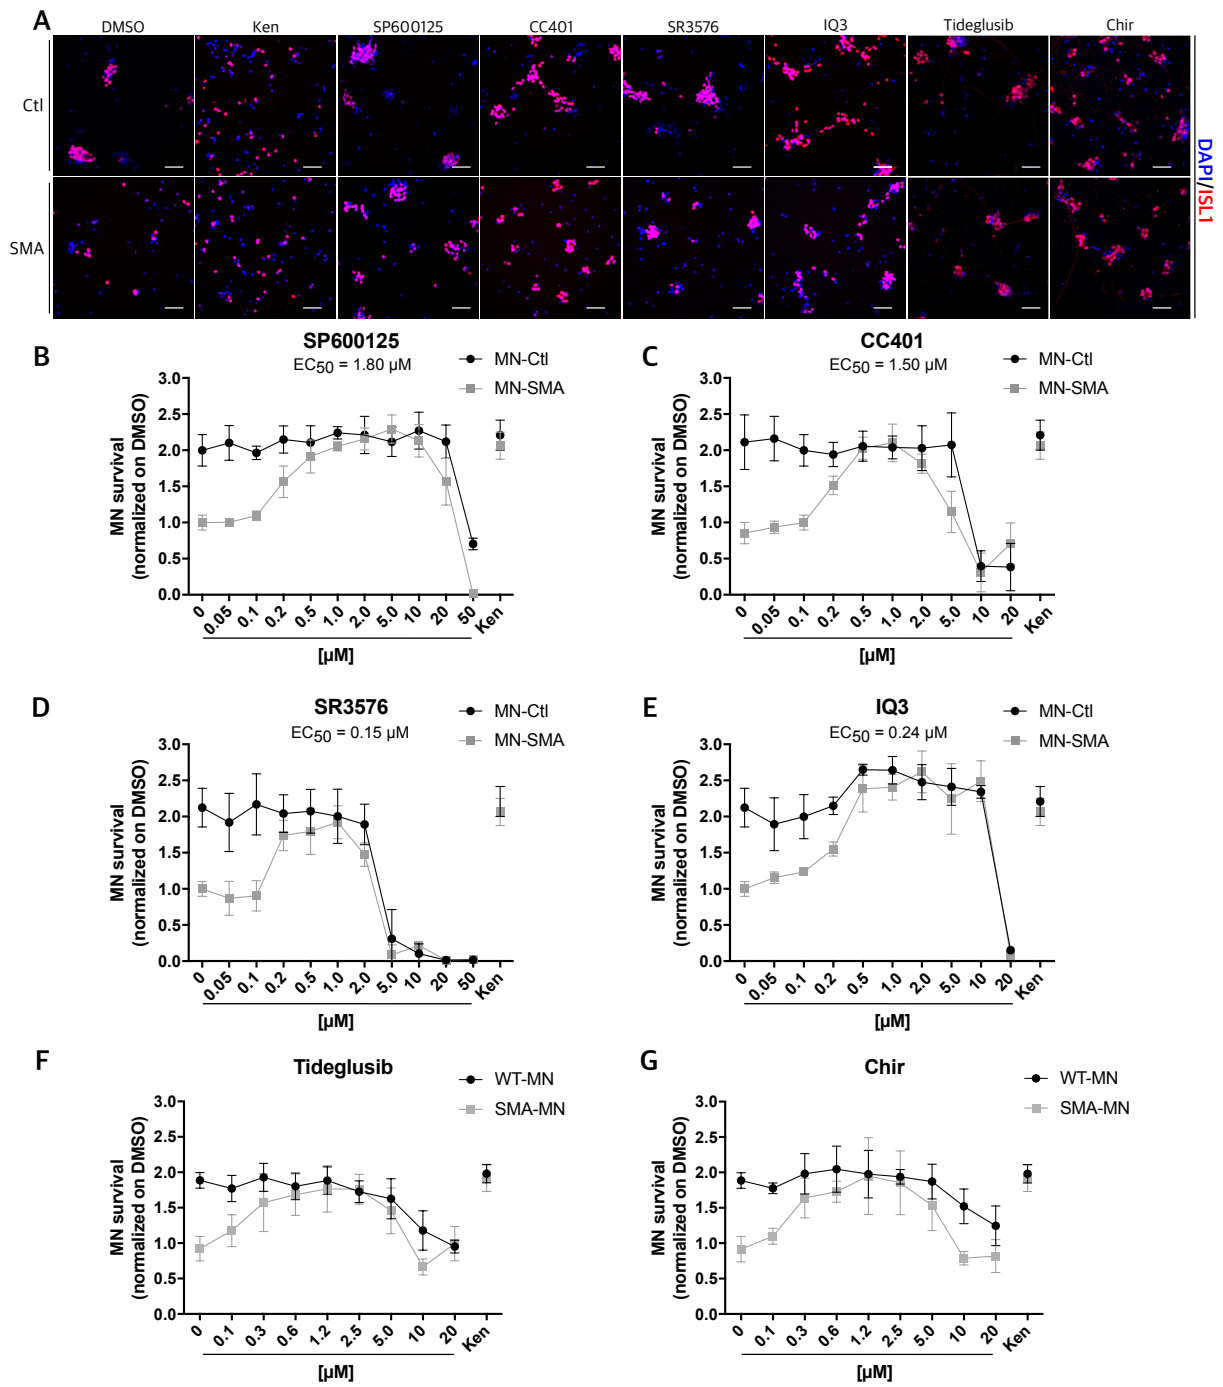 A
DMSO Ken SP600125 CC401 SR3576 IQ3 Tideglusib Chir
Ctl
SMA
DAPI/ISL1
B
SP600125
EC50 = 1.80 µM
MN-Ctl
MN-SMA
MN survival
(normalized on DMSO)
3.0
2.5
2.0
1.5
1.0
0.5
0.0
0 0.05 0.1 0.2 0.5 1.0 2.0 5.0 10 20 50 Ken
[µM]
C
CC401
EC50 = 1.50 µM
MN-Ctl
MN-SMA
MN survival
(normalized on DMSO)
3.0
2.5
2.0
1.5
1.0
0.5
0.0
0 0.05 0.1 0.2 0.5 1.0 2.0 5.0 10 20 Ken
[µM]
D
SR3576
EC50 = 0.15 µM
MN-Ctl
MN-SMA
MN survival
(normalized on DMSO)
3.0
2.5
2.0
1.5
1.0
0.5
0.0
0 0.05 0.1 0.2 0.5 1.0 2.0 5.0 10 20 50 Ken
[µM]
E
IQ3
EC50 = 0.24 µM
MN-Ctl
MN-SMA
MN survival
(normalized on DMSO)
3.0
2.5
2.0
1.5
1.0
0.5
0.0
0 0.05 0.1 0.2 0.5 1.0 2.0 5.0 10 20 Ken
[µM]
F
Tideglusib
WT-MN
SMA-MN
MN survival
(normalized on DMSO)
3.0
2.5
2.0
1.5
1.0
0.5
0.0
0 0.1 0.3 0.6 1.2 2.5 5.0 10 20 Ken
[µM]
G
Chir
WT-MN
SMA-MN
MN survival
(normalized on DMSO)
3.0
2.5
2.0
1.5
1.0
0.5
0.0
0 0.1 0.3 0.6 1.2 2.5 5.0 10 20 Ken
[µM]